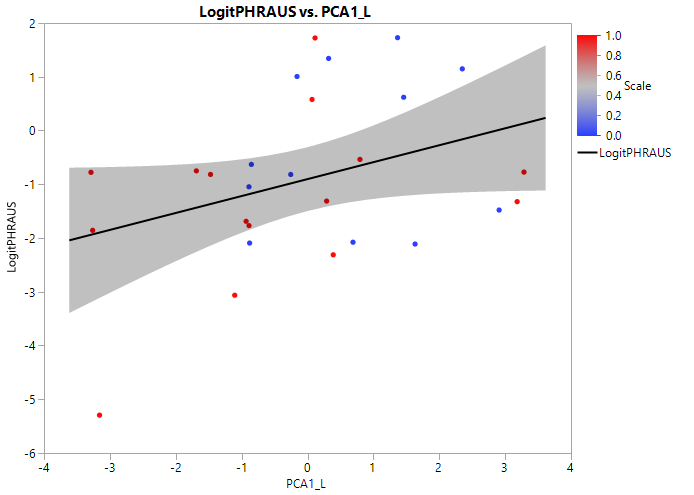 LogitPHRAUS vs. PCA1_L
2
1
0
-1
-2
-3
-4
-5
-6
LogitPHRAUS
-4 -3 -2 -1 0 1 2 3 4
PCA1_L
1.0
0.8
0.6
0.4
0.2
0.0
Scale
LogitPHRAUS